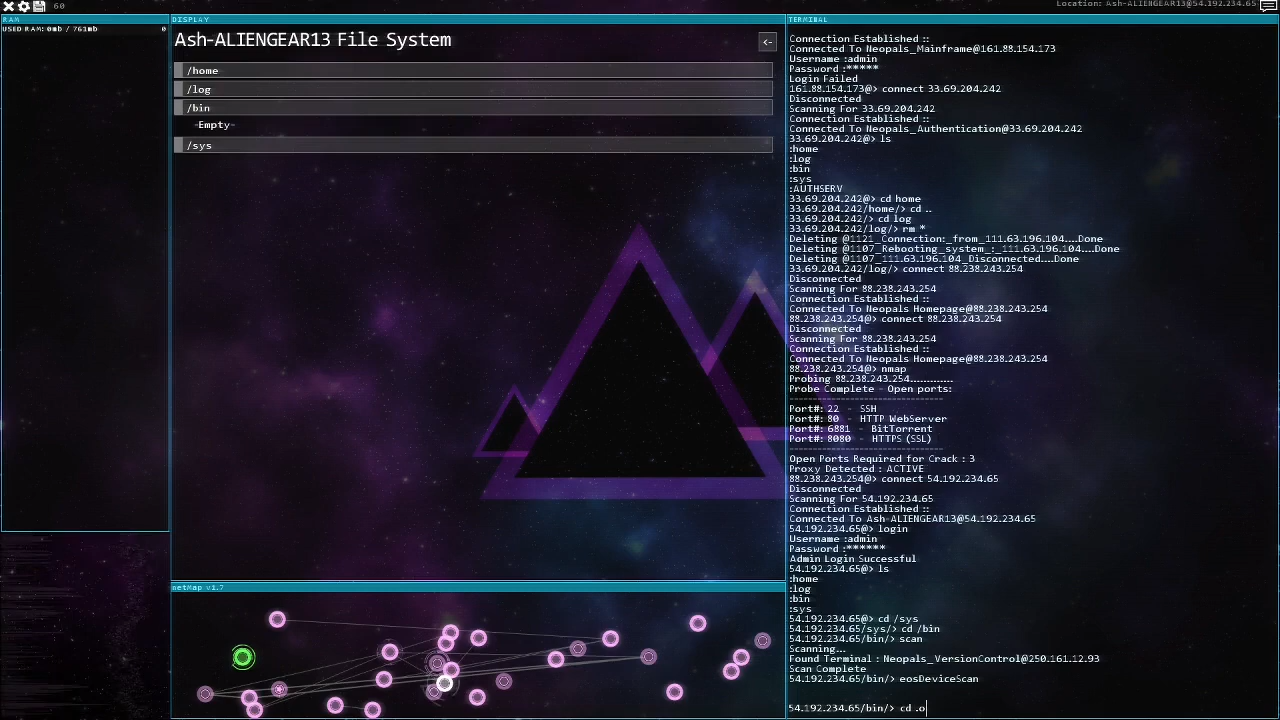 60
Location: Ash-ALIENGEAR13@54.192.234.65
RAM
USED RAM: 0mb / 761mb 0
DISPLAY
Ash-ALIENGEAR13 File System
<-
/home
/log
/bin
-Empty-
/sys
netMap v1.7
TERMINAL
Connection Established ::
Connected To Neopals_Mainframe@161.88.154.173
Username :admin
Password :*****
Login Failed
161.88.154.173@> connect 33.69.204.242
Disconnected
Scanning For 33.69.204.242
Connection Established ::
Connected To Neopals_Authentication@33.69.204.242
33.69.204.242@> ls
:home
:log
:bin
:sys
:AUTHSERV
33.69.204.242@> cd home
33.69.204.242/home/> cd ..
33.69.204.242/> cd log
33.69.204.242/log/> rm *
Deleting @1121_Connection:_from_111.63.196.104....Done
Deleting @1107_Rebooting_system_:_111.63.196.104....Done
Deleting @1107_111.63.196.104_Disconnected....Done
33.69.204.242/log/> connect 88.238.243.254
Disconnected
Scanning For 88.238.243.254
Connection Established ::
Connected To Neopals Homepage@88.238.243.254
88.238.243.254@> connect 88.238.243.254
Disconnected
Scanning For 88.238.243.254
Connection Established ::
Connected To Neopals Homepage@88.238.243.254
88.238.243.254@> nmap
Probing 88.238.243.254.............
Probe Complete - Open ports:
---------------------------------
Port#: 22 - SSH
Port#: 80 - HTTP WebServer
Port#: 6881 - BitTorrent
Port#: 8080 - HTTPS (SSL)
---------------------------------
Open Ports Required for Crack : 3
Proxy Detected : ACTIVE
88.238.243.254@> connect 54.192.234.65
Disconnected
Scanning For 54.192.234.65
Connection Established ::
Connected To Ash-ALIENGEAR13@54.192.234.65
54.192.234.65@> login
Username :admin
Password :******
Admin Login Successful
54.192.234.65@> ls
:home
:log
:bin
:sys
54.192.234.65@> cd /sys
54.192.234.65/sys/> cd /bin
54.192.234.65/bin/> scan
Scanning...
Found Terminal : Neopals_VersionControl@250.161.12.93
Scan Complete
54.192.234.65/bin/> eosDeviceScan
54.192.234.65/bin/> cd .o